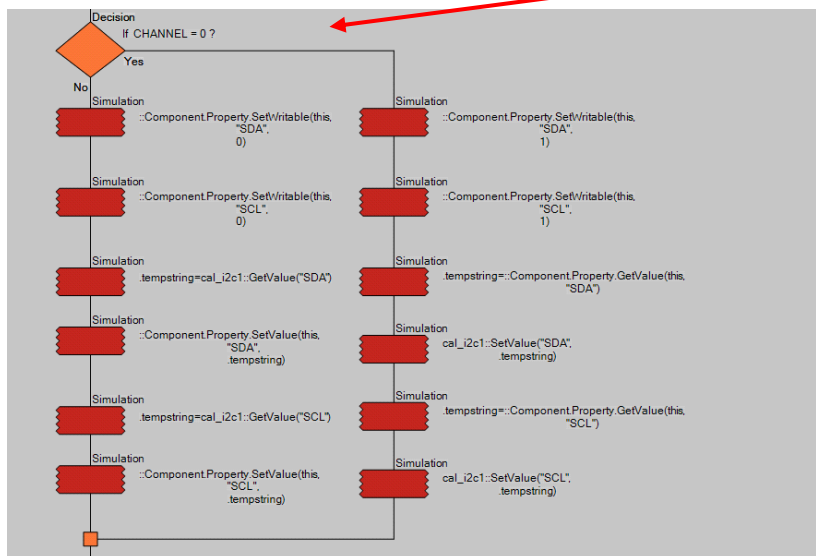 Decision
If CHANNEL = 0 ?
Yes
No
Simulation
::Component.Property.SetWritable(this,
"SDA",
0)
Simulation
::Component.Property.SetWritable(this,
"SCL",
0)
Simulation
.tempstring=cal_i2c1::GetValue("SDA")
Simulation
::Component.Property.SetValue(this,
"SDA",
.tempstring)
Simulation
.tempstring=cal_i2c1::GetValue("SCL")
Simulation
::Component.Property.SetValue(this,
"SCL",
.tempstring)
Simulation
::Component.Property.SetWritable(this,
"SDA",
1)
Simulation
::Component.Property.SetWritable(this,
"SCL",
1)
Simulation
.tempstring=::Component.Property.GetValue(this,
"SDA")
Simulation
cal_i2c1::SetValue("SDA",
.tempstring)
Simulation
.tempstring=::Component.Property.GetValue(this,
"SCL")
Simulation
cal_i2c1::SetValue("SCL",
.tempstring)